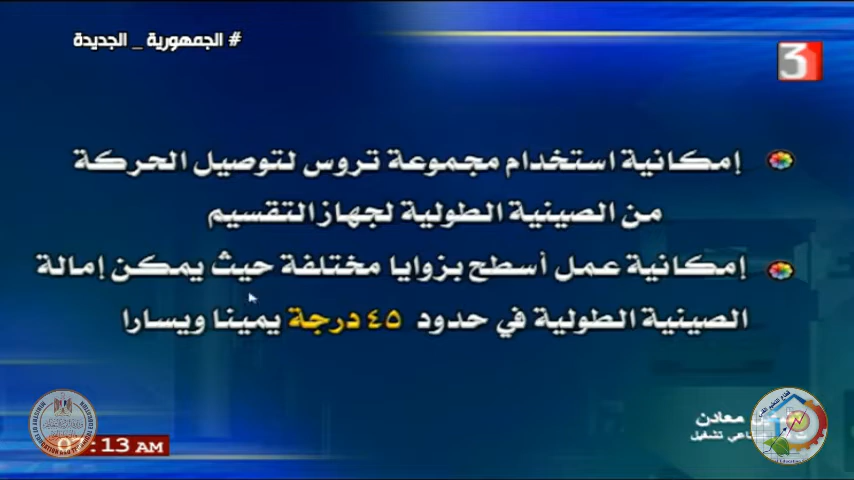 # الجمهورية _ الجديدة
3
إمكانية استخدام مجموعة تروس لتوصيل الحركة
من الصينية الطولية لجهاز التقسيم
إمكانية عمل أسطح بزوايا مختلفة حيث يمكن إمالة
الصينية الطولية في حدود ٤٥ درجة يمينا ويسارا
معادن
تشغيل
:13 AM